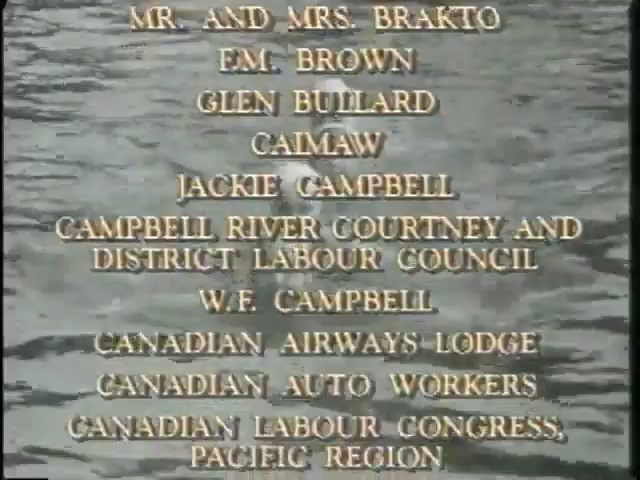 MR. AND MRS. BRAKTO
F.M. BROWN
GLEN BULLARD
CAIMAW
JACKIE CAMPBELL
CAMPBELL RIVER COURTNEY AND
DISTRICT LABOUR COUNCIL
W.F. CAMPBELL
CANADIAN AIRWAYS LODGE
CANADIAN AUTO WORKERS
CANADIAN LABOUR CONGRESS,
PACIFIC REGION